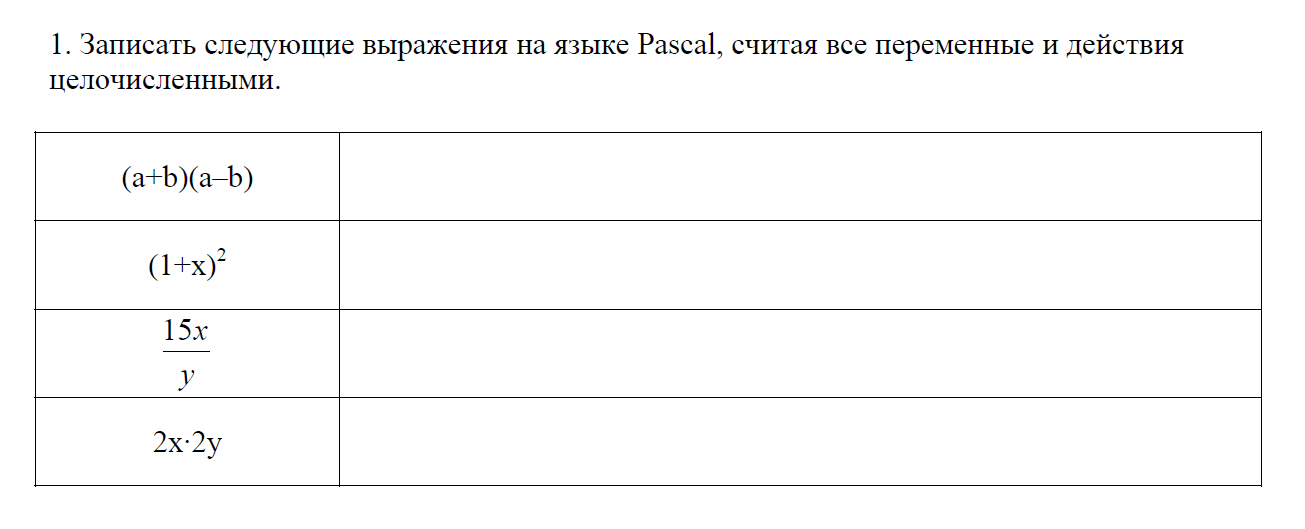 1. Записать следующие выражения на языке Pascal, считая все переменные и действия
целочисленными.
(a+b)(a–b)
(1+x)²
15x
y
2x·2y